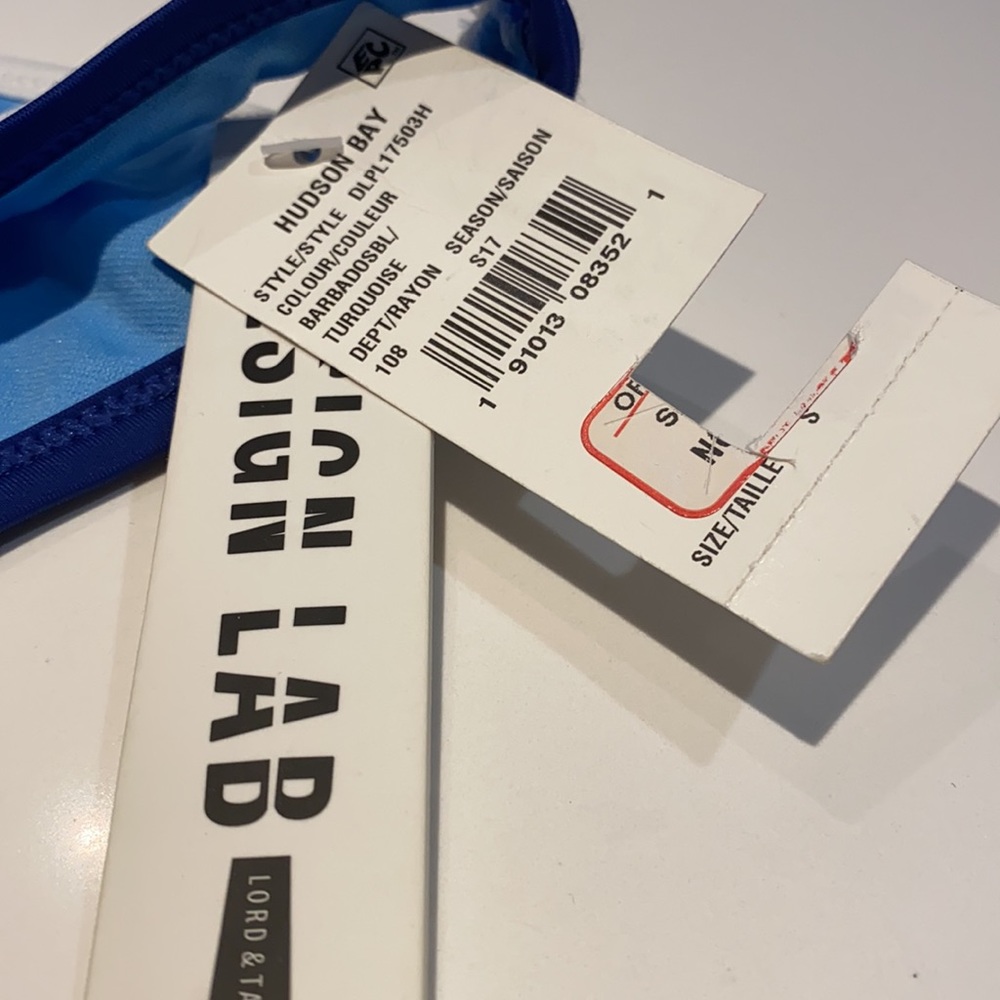 HBC
HUDSON BAY
STYLE/STYLE DLPL17503H
COLOUR/COULEUR
BARBADOSBL/
TURQUOISE
DEPT/RAYON SEASON/SAISON
108 S17
1 91013 08352 1
SIZE/TAILLE S
SIGN LAB
LORD & TA